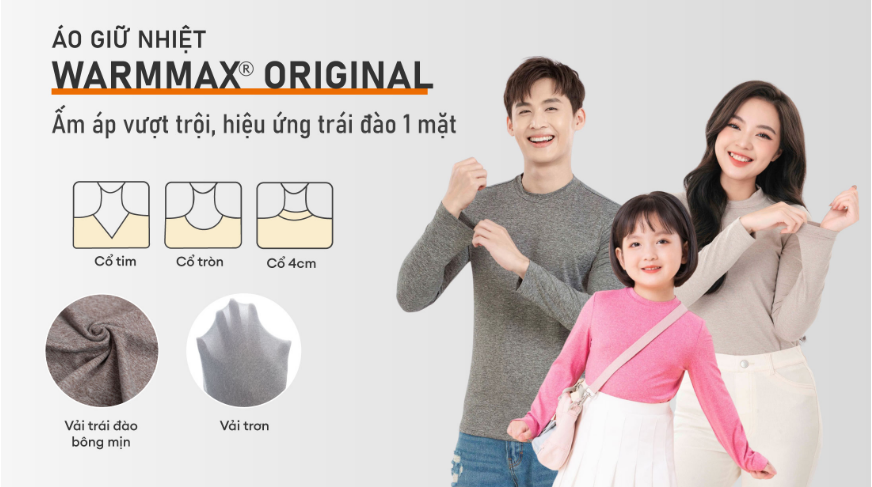 ÁO GIỮ NHIỆT
WARMMAX® ORIGINAL
Ấm áp vượt trội, hiệu ứng trái đào 1 mặt
Cổ tim
Cổ tròn
Cổ 4cm
Vải trái đào
bông mịn
Vải trơn